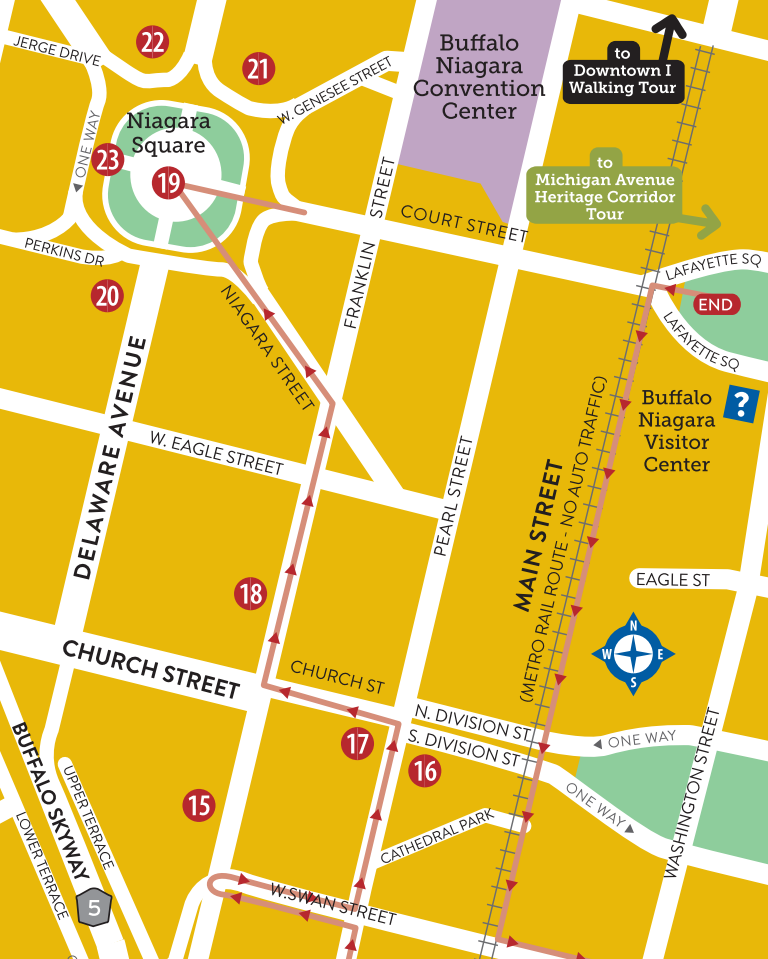 JERGE DRIVE
22
21
W. GENESEE STREET
Buffalo
Niagara
Convention
Center
to
Downtown I
Walking Tour
ONE WAY
Niagara
Square
23
19
to
Michigan Avenue
Heritage Corridor
Tour
FRANKLIN STREET
COURT STREET
PERKINS DR
20
NIAGARA STREET
LAFAYETTE SQ
END
LAFAYETTE SQ
DELAWARE AVENUE
W. EAGLE STREET
PEARL STREET
MAIN STREET
(METRO RAIL ROUTE - NO AUTO TRAFFIC)
Buffalo
Niagara
Visitor
Center
?
EAGLE ST
18
N
W
E
S
CHURCH STREET
CHURCH ST
N. DIVISION ST
S. DIVISION ST
ONE WAY
ONE WAY
WASHINGTON STREET
17
16
15
BUFFALO SKYWAY
UPPER TERRACE
LOWER TERRACE
5
CATHEDRAL PARK
W.SWAN STREET